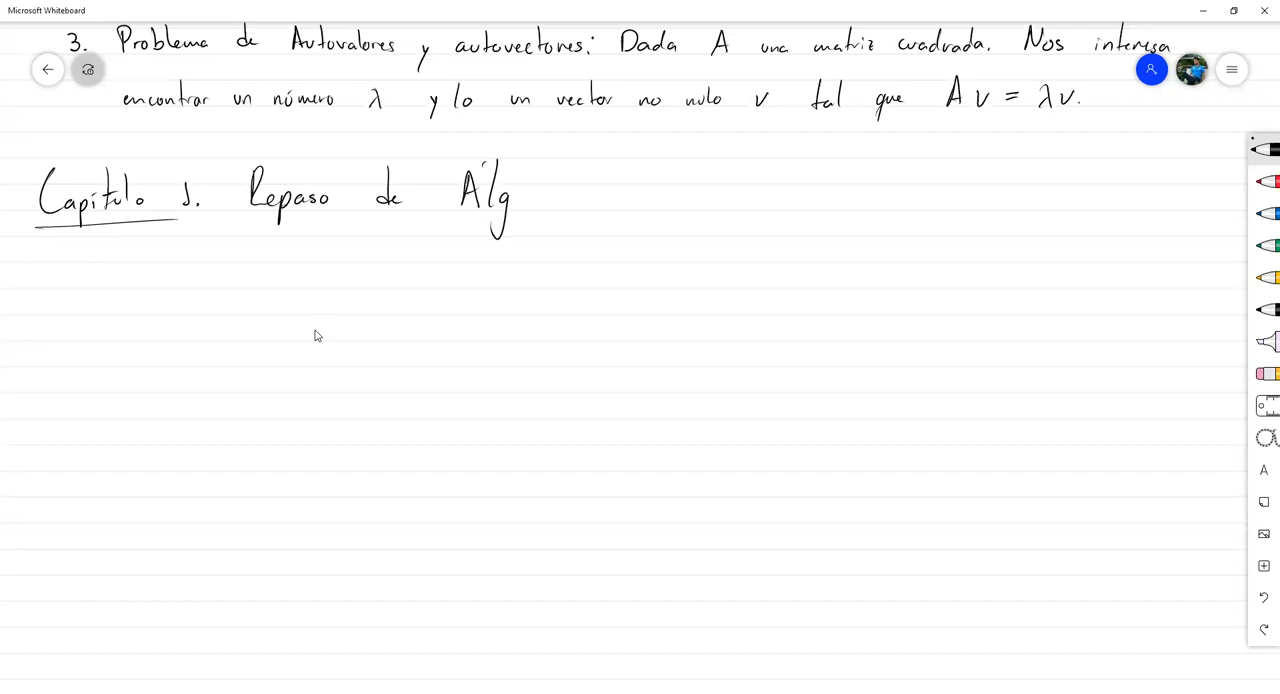 Microsoft Whiteboard
3. Problema de Autovalores y autovectores: Dada A una matriz cuadrada. Nos interesa
encontrar un número λ y/o un vector no nulo v tal que Av = λv.
Capítulo 1. Repaso de Álg
A